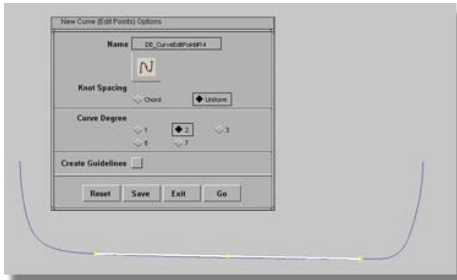 New Curve (Edit Points) Options
Name DE_CurveEditPoint#14
Knot Spacing
Chord Uniform
Curve Degree
1 2 3
5 7
Create Guidelines
Reset Save Exit Go